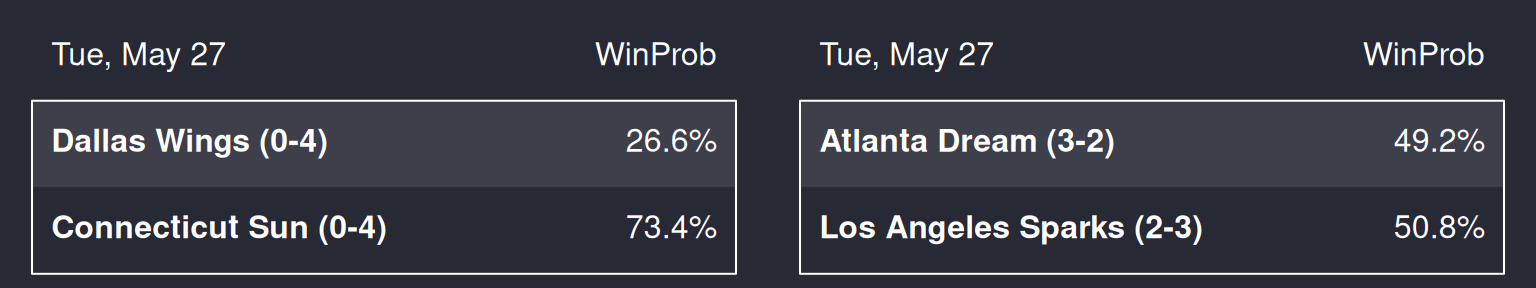 Tue, May 27 WinProb
Dallas Wings (0-4) 26.6%
Connecticut Sun (0-4) 73.4%
Tue, May 27 WinProb
Atlanta Dream (3-2) 49.2%
Los Angeles Sparks (2-3) 50.8%